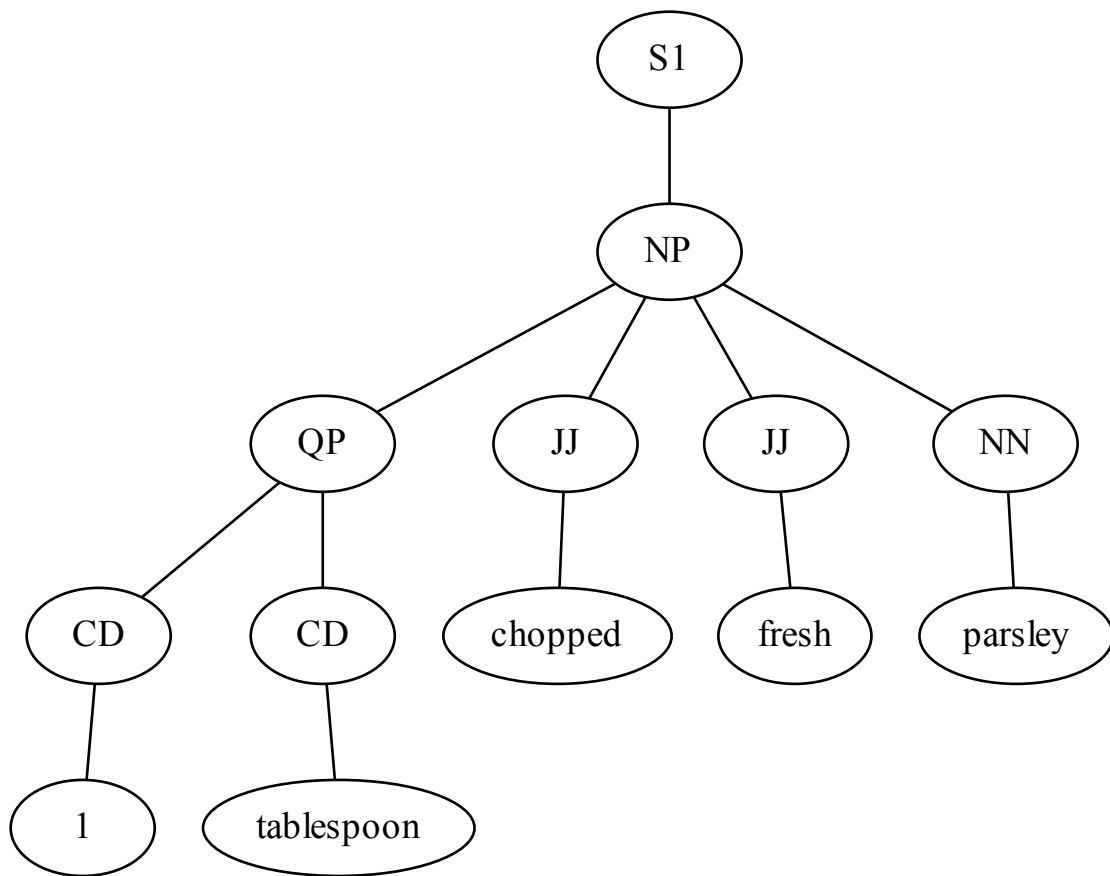 S1
NP
QP JJ JJ NN
CD CD chopped fresh parsley
1 tablespoon